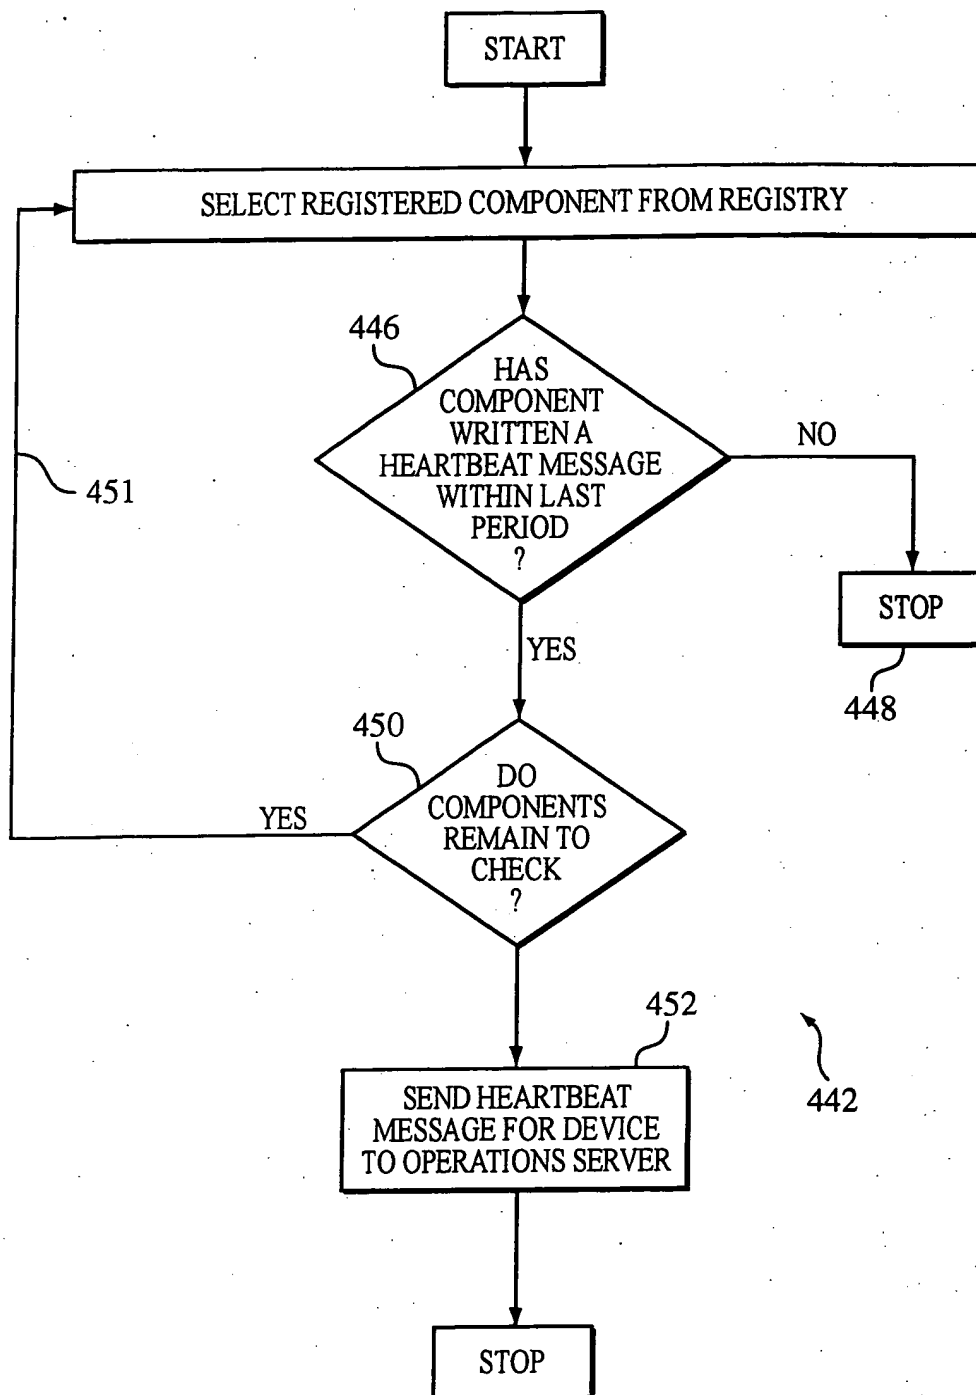 START
SELECT REGISTERED COMPONENT FROM REGISTRY
446
HAS
COMPONENT
WRITTEN A
HEARTBEAT MESSAGE
WITHIN LAST
PERIOD
?
NO
451
STOP
448
YES
450
DO
COMPONENTS
REMAIN TO
CHECK
?
YES
452
SEND HEARTBEAT
MESSAGE FOR DEVICE
TO OPERATIONS SERVER
442
STOP